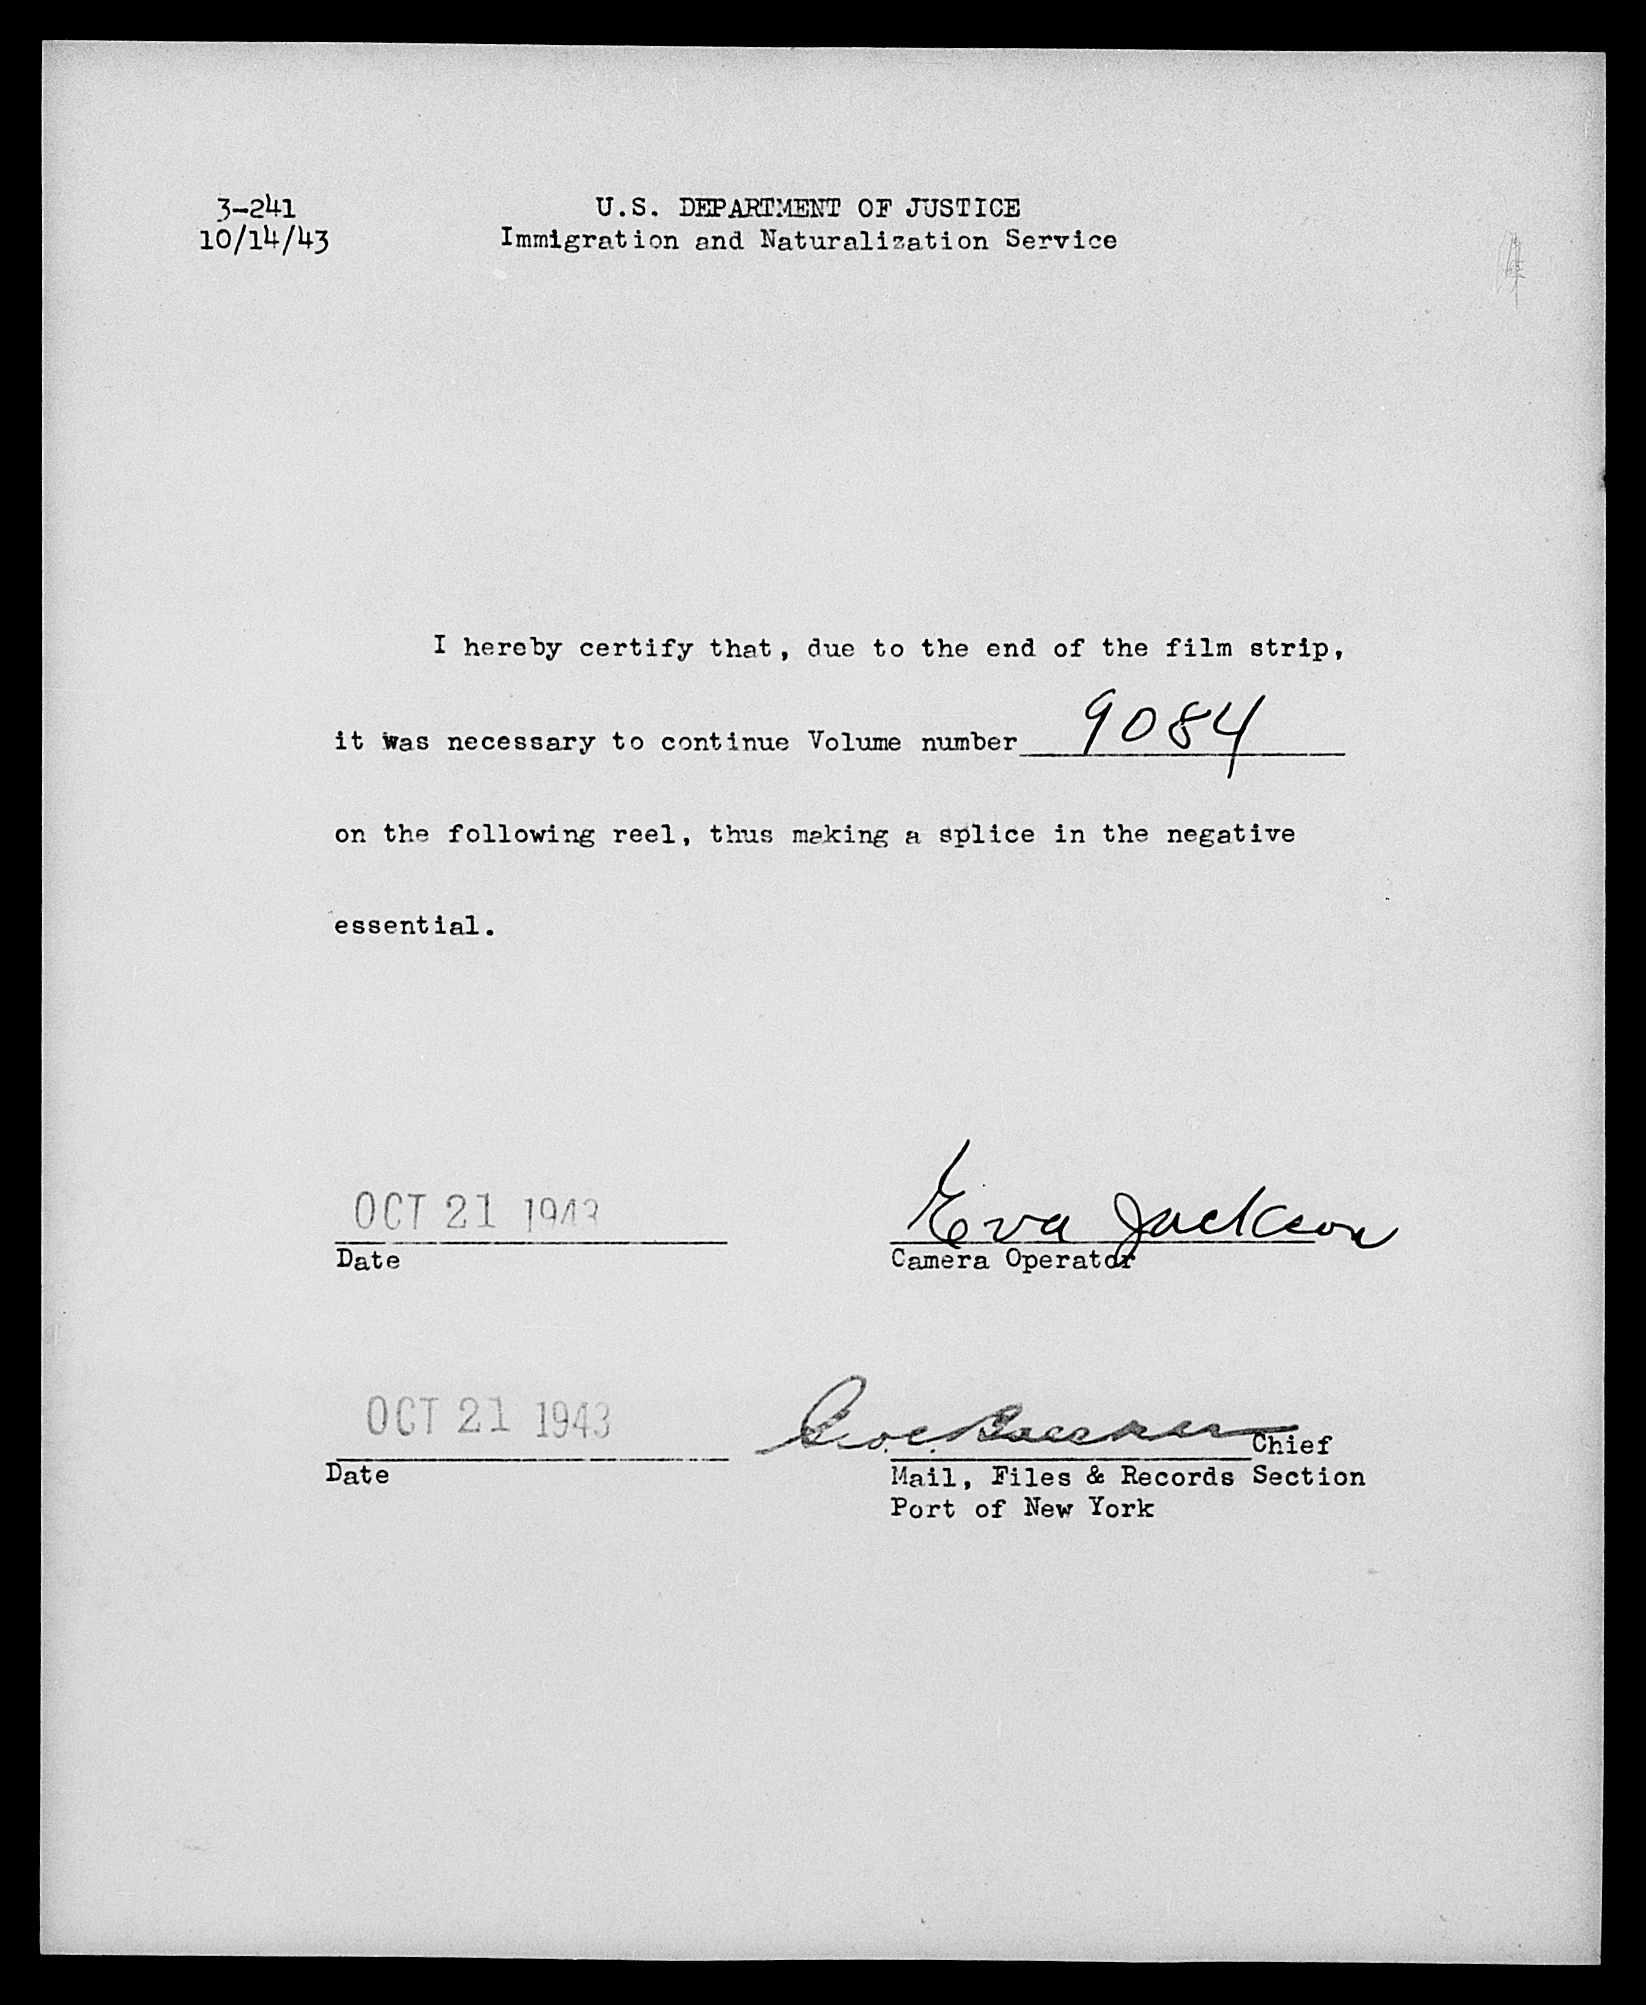 3-241
10/14/43
U.S. DEPARTMENT OF JUSTICE
Immigration and Naturalization Service
I hereby certify that, due to the end of the film strip,
it was necessary to continue Volume number 9084
on the following reel, thus making a splice in the negative
essential.
OCT 21 1943
Date
Eva Jackson
Camera Operator
OCT 21 1943
Date
Chief
Mail, Files & Records Section
Port of New York